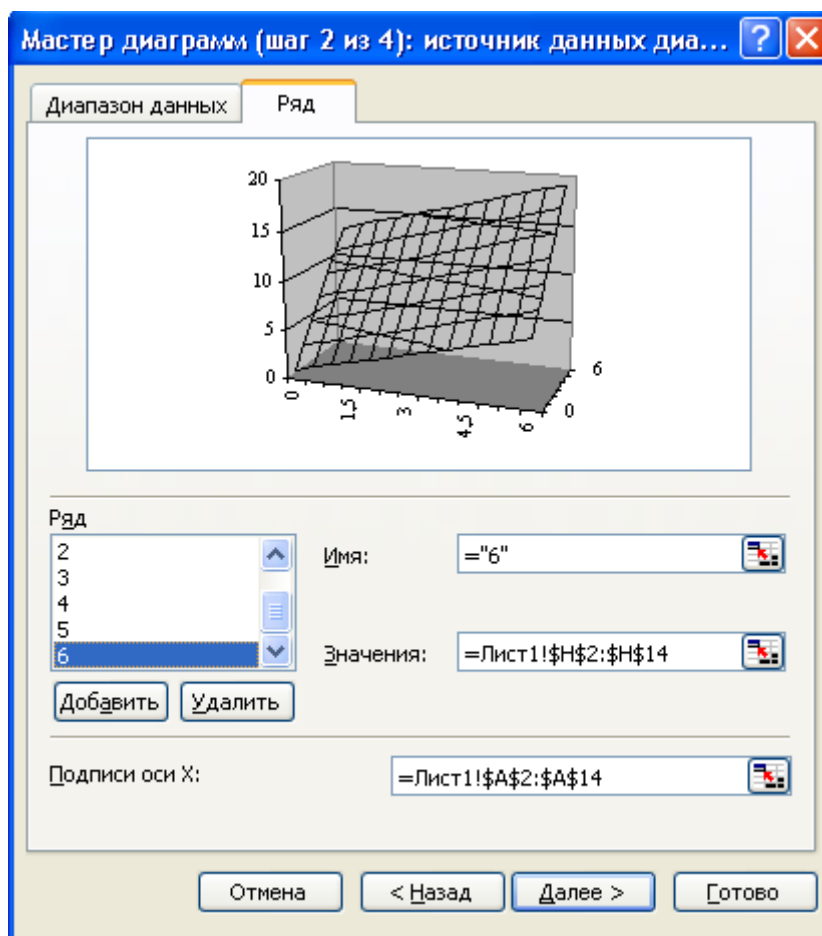 Мастер диаграмм (шаг 2 из 4): источник данных диа...
Диапазон данных Ряд
20
15
10
5
0
0 1,5 3 4,5 6
0
6
Ряд
2
3
4
5
6
Имя: ="6"
Значения: =Лист1!$H$2:$H$14
Добавить Удалить
Подписи оси X: =Лист1!$A$2:$A$14
Отмена < Назад Далее > Готово